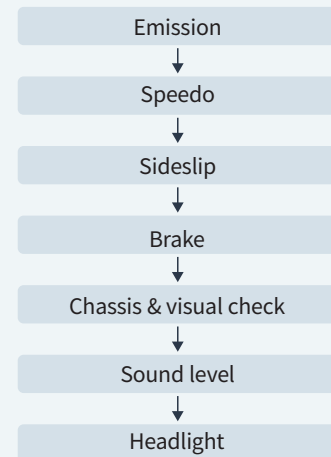 Emission
Speedo
Sideslip
Brake
Chassis & visual check
Sound level
Headlight